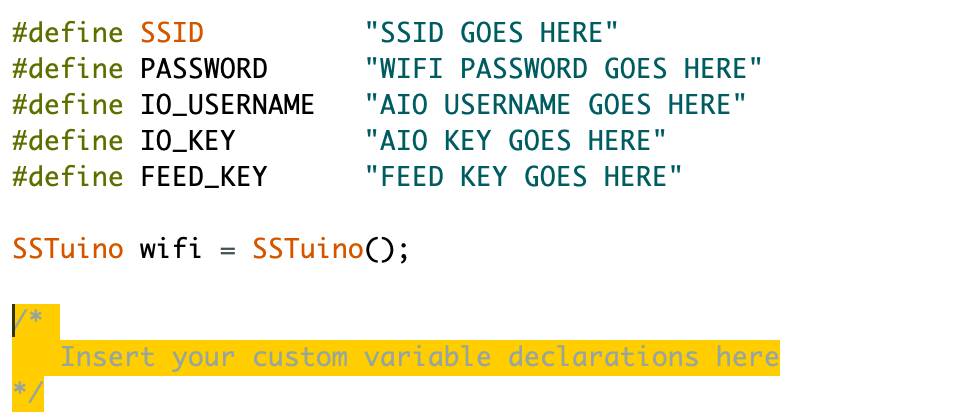 #define SSID "SSID GOES HERE"
#define PASSWORD "WIFI PASSWORD GOES HERE"
#define IO_USERNAME "AIO USERNAME GOES HERE"
#define IO_KEY "AIO KEY GOES HERE"
#define FEED_KEY "FEED KEY GOES HERE"
SSTuino wifi = SSTuino();
/*
Insert your custom variable declarations here
*/